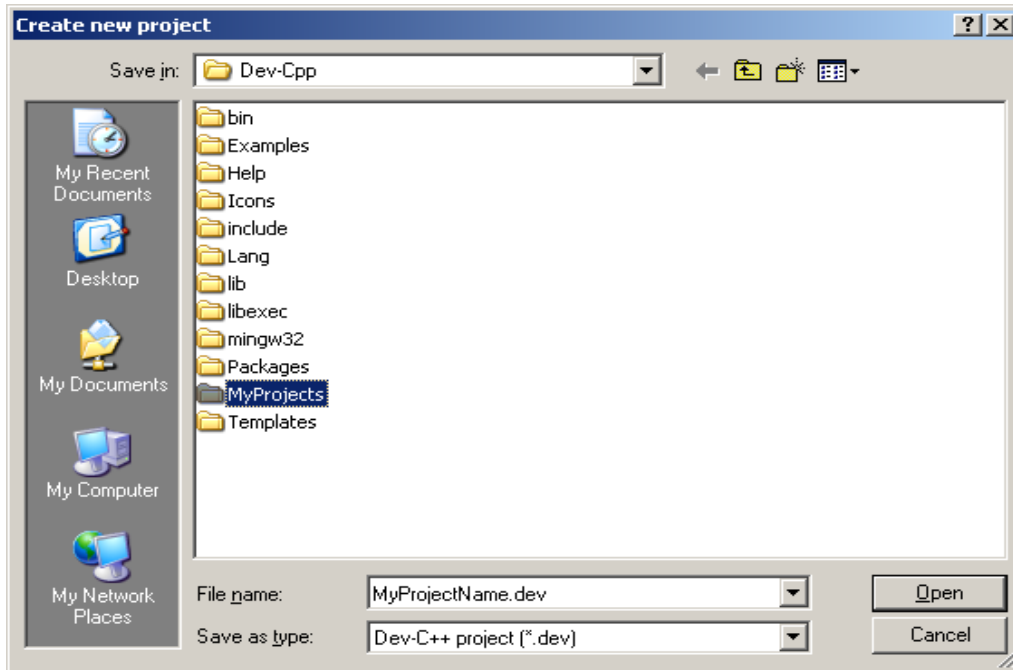 Create new project
Save in: Dev-Cpp
My Recent
Documents
Desktop
My Documents
My Computer
My Network
Places
bin
Examples
Help
Icons
include
Lang
lib
libexec
mingw32
Packages
MyProjects
Templates
File name: MyProjectName.dev Open
Save as type: Dev-C++ project (*.dev) Cancel